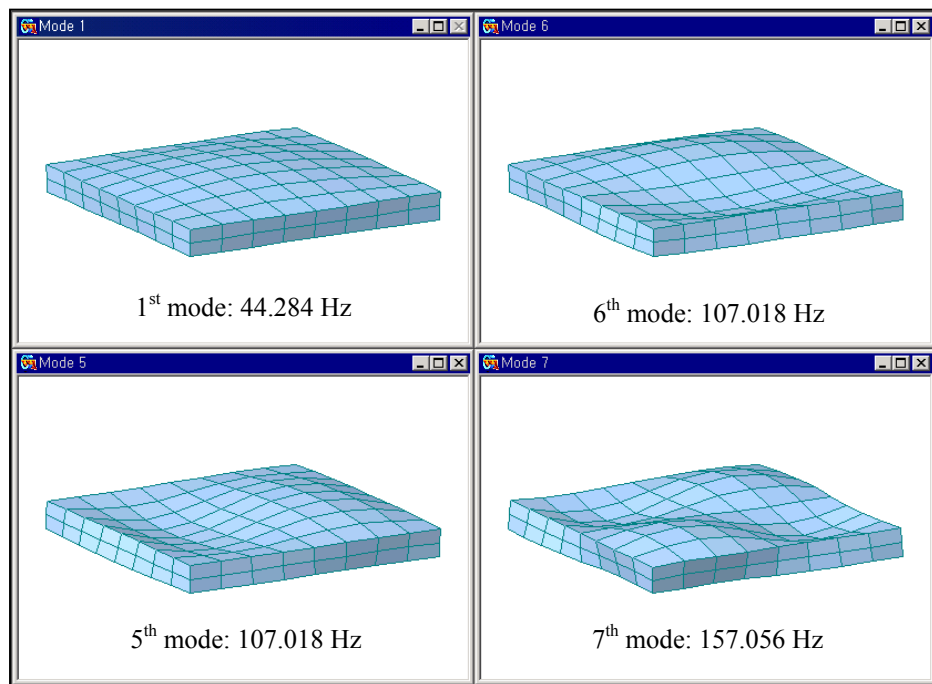 Mode 1
1st mode: 44.284 Hz
Mode 6
6th mode: 107.018 Hz
Mode 5
5th mode: 107.018 Hz
Mode 7
7th mode: 157.056 Hz